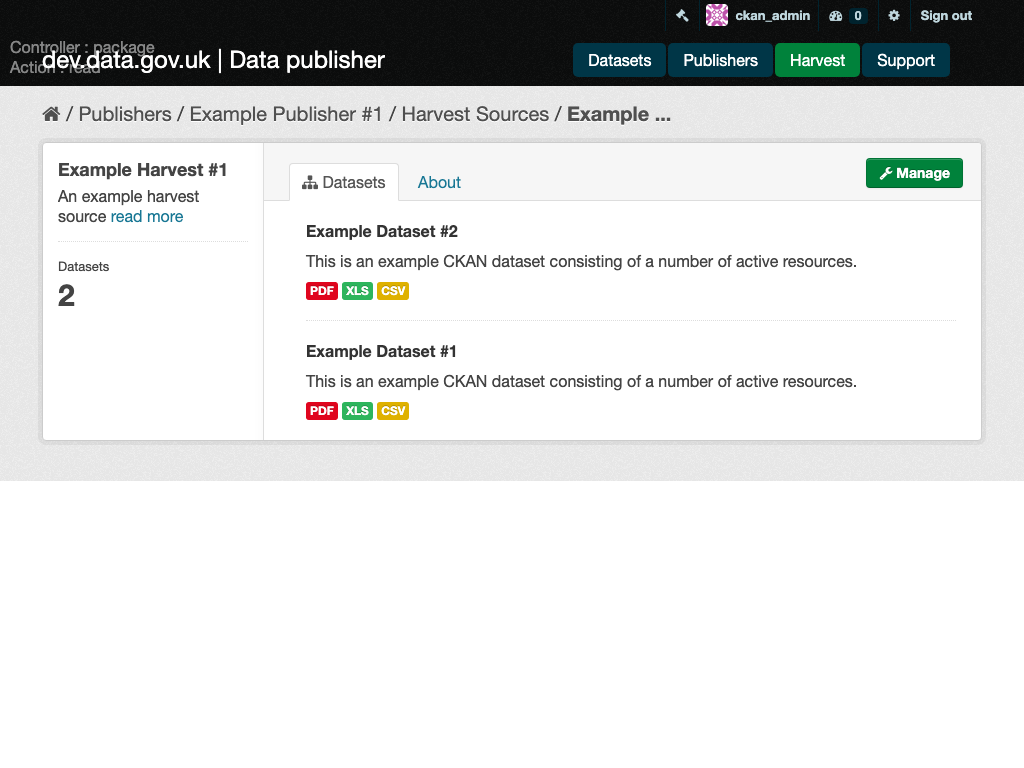 ckan_admin 0 Sign out
Controller : package
Action : read
dev.data.gov.uk | Data publisher
Datasets Publishers Harvest Support
/ Publishers / Example Publisher #1 / Harvest Sources / Example ...
Example Harvest #1
An example harvest
source read more
Datasets
2
Datasets About Manage
Example Dataset #2
This is an example CKAN dataset consisting of a number of active resources.
PDF XLS CSV
Example Dataset #1
This is an example CKAN dataset consisting of a number of active resources.
PDF XLS CSV